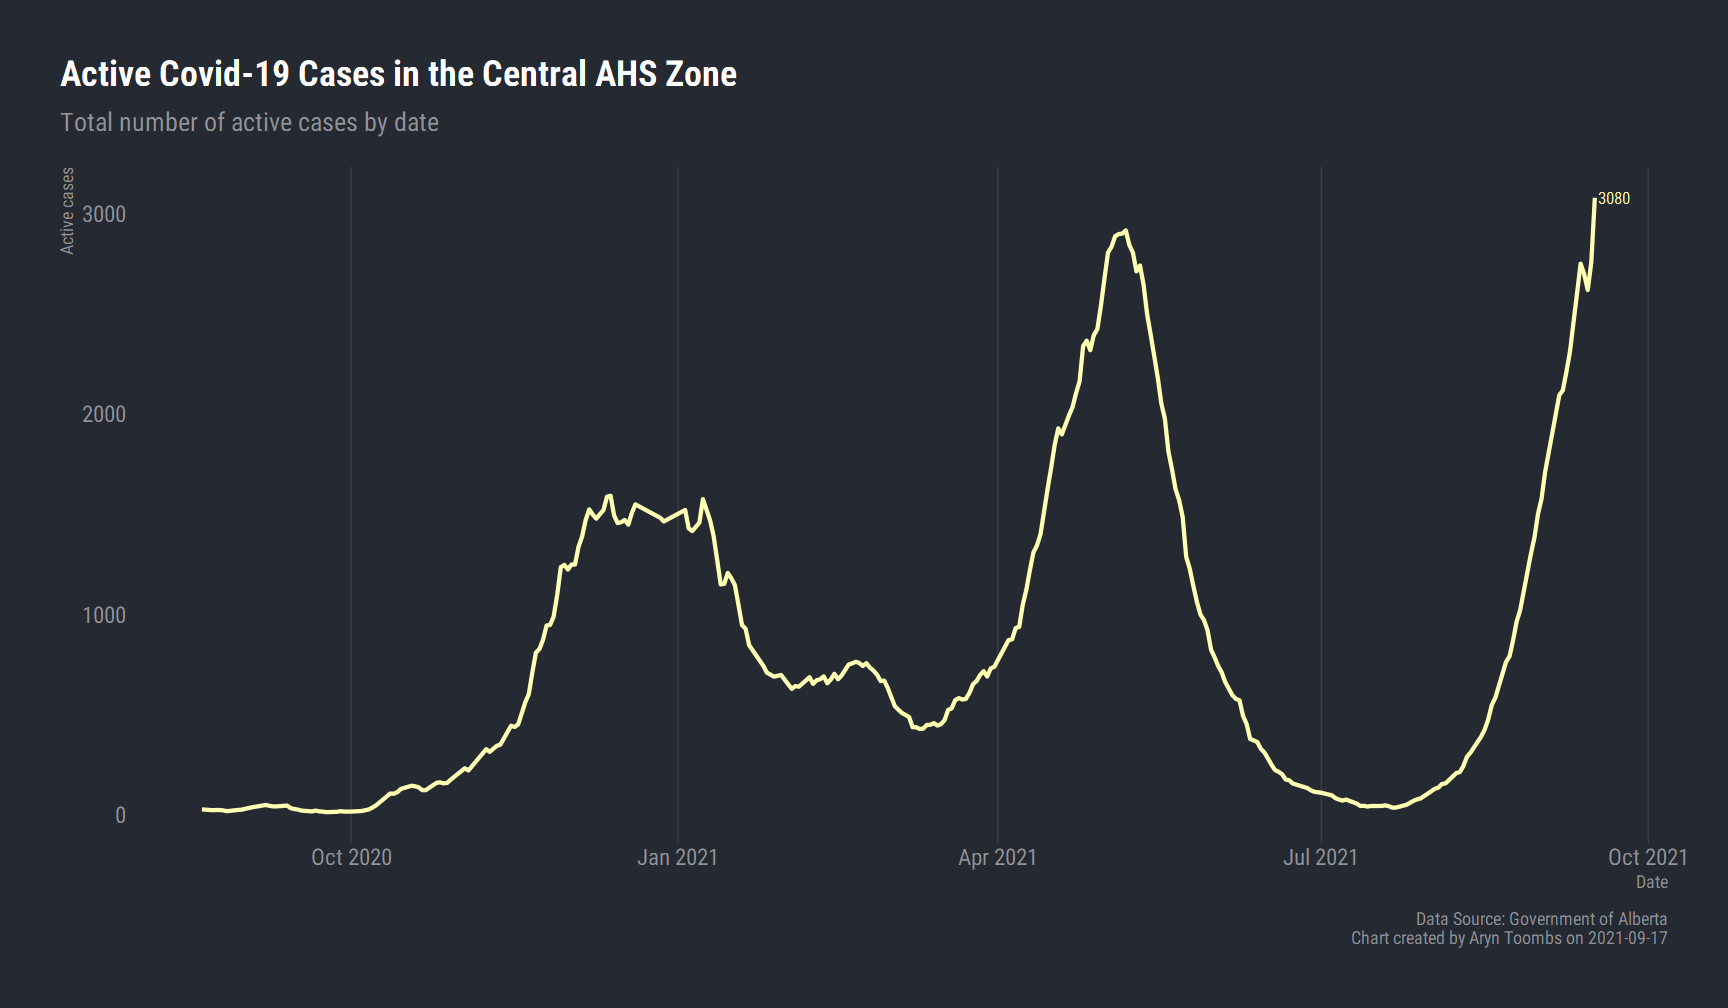 Active Covid-19 Cases in the Central AHS Zone
Total number of active cases by date
Active cases
3000
2000
1000
0
3080
Oct 2020
Jan 2021
Apr 2021
Jul 2021
Oct 2021
Date
Data Source: Government of Alberta
Chart created by Aryn Toombs on 2021-09-17